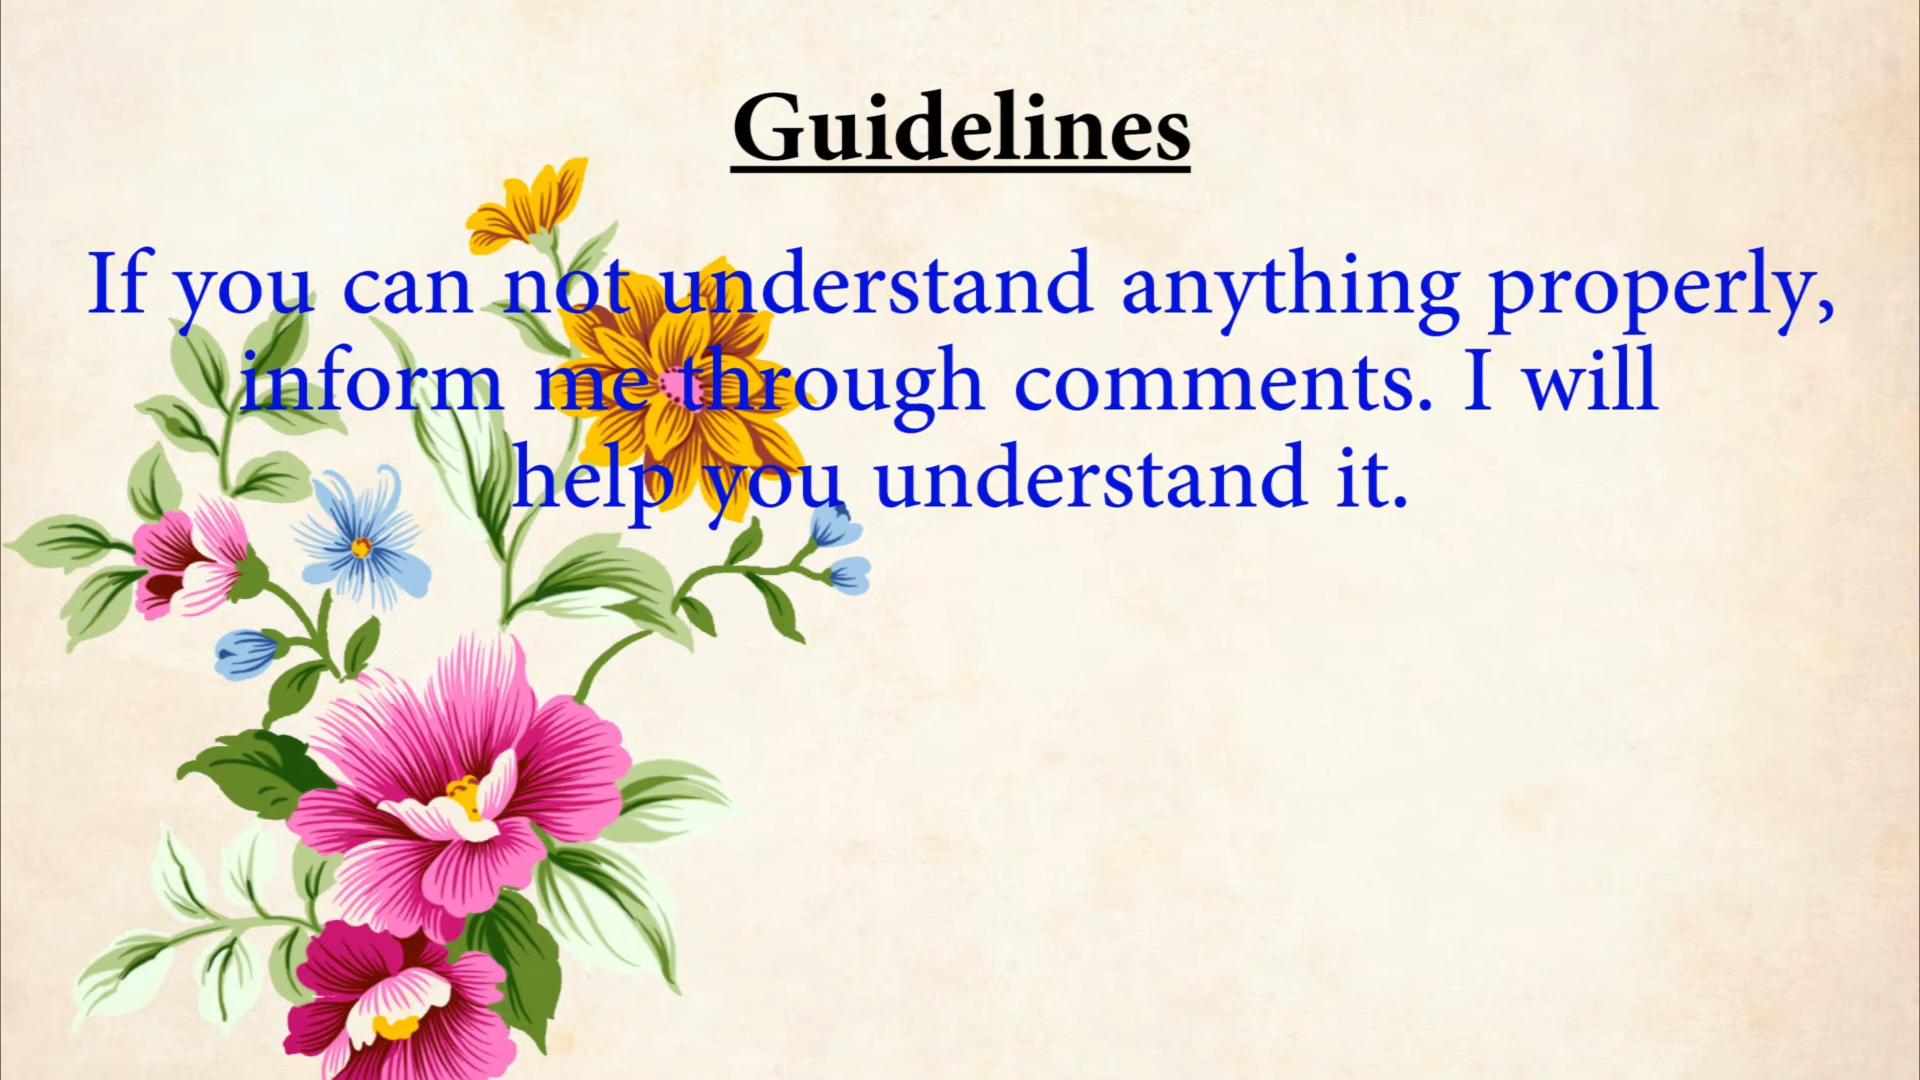 Guidelines
If you can not understand anything properly,
inform me through comments. I will
help you understand it.